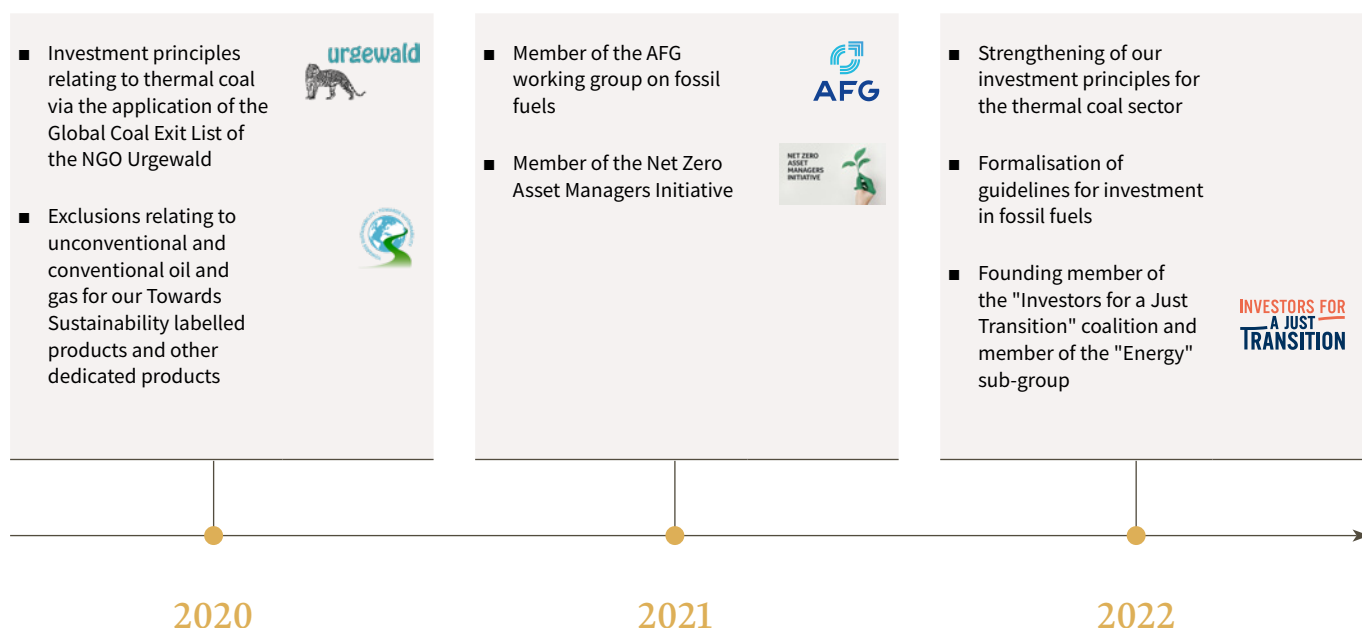 ■ Investment principles
relating to thermal coal
via the application of the
Global Coal Exit List of
the NGO Urgewald
urgewald
■ Exclusions relating to
unconventional and
conventional oil and
gas for our Towards
Sustainability labelled
products and other
dedicated products
■ Member of the AFG
working group on fossil
fuels
AFG
■ Member of the Net Zero
Asset Managers Initiative
NET ZERO
ASSET
MANAGERS
INITIATIVE
■ Strengthening of our
investment principles for
the thermal coal sector
■ Formalisation of
guidelines for investment
in fossil fuels
■ Founding member of
the "Investors for a Just
Transition" coalition and
member of the "Energy"
sub-group
INVESTORS FOR
A JUST
TRANSITION
2020
2021
2022